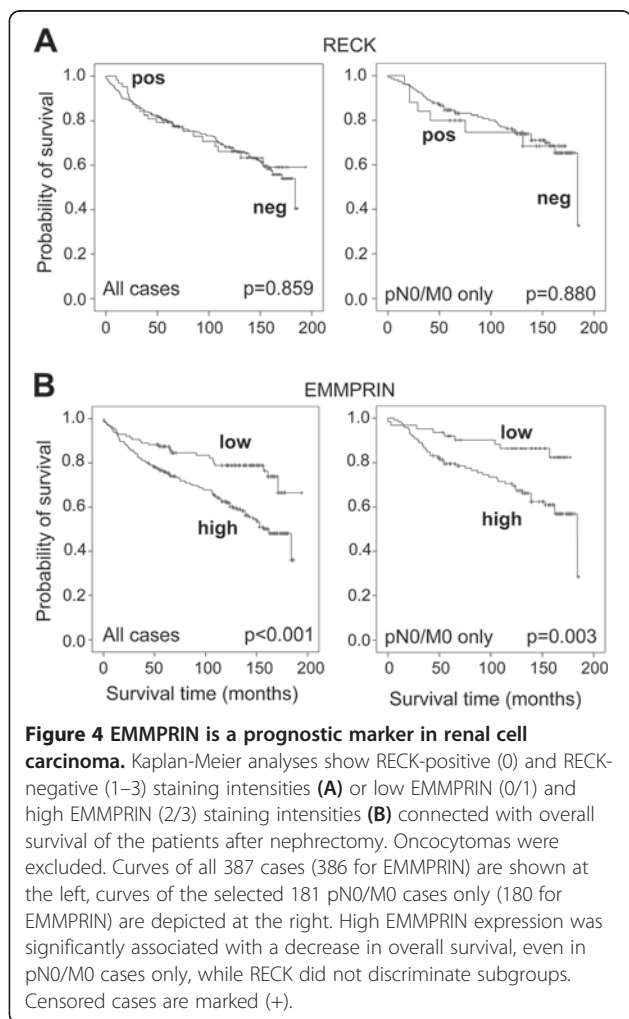 A
RECK
Probability of survival
1.0
0.8
0.6
0.4
0.2
0.0
pos
neg
All cases p=0.859
0 50 100 150 200
1.0
0.8
0.6
0.4
0.2
0.0
pos
neg
pN0/M0 only p=0.880
0 50 100 150 200
B
EMMPRIN
Probability of survival
1.0
0.8
0.6
0.4
0.2
0.0
low
high
All cases p<0.001
0 50 100 150 200
Survival time (months)
1.0
0.8
0.6
0.4
0.2
0.0
low
high
pN0/M0 only p=0.003
0 50 100 150 200
Survival time (months)
Figure 4 EMMPRIN is a prognostic marker in renal cell
carcinoma. Kaplan-Meier analyses show RECK-positive (0) and RECK-
negative (1–3) staining intensities (A) or low EMMPRIN (0/1) and
high EMMPRIN (2/3) staining intensities (B) connected with overall
survival of the patients after nephrectomy. Oncocytomas were
excluded. Curves of all 387 cases (386 for EMMPRIN) are shown at
the left, curves of the selected 181 pN0/M0 cases only (180 for
EMMPRIN) are depicted at the right. High EMMPRIN expression was
significantly associated with a decrease in overall survival, even in
pN0/M0 cases only, while RECK did not discriminate subgroups.
Censored cases are marked (+).